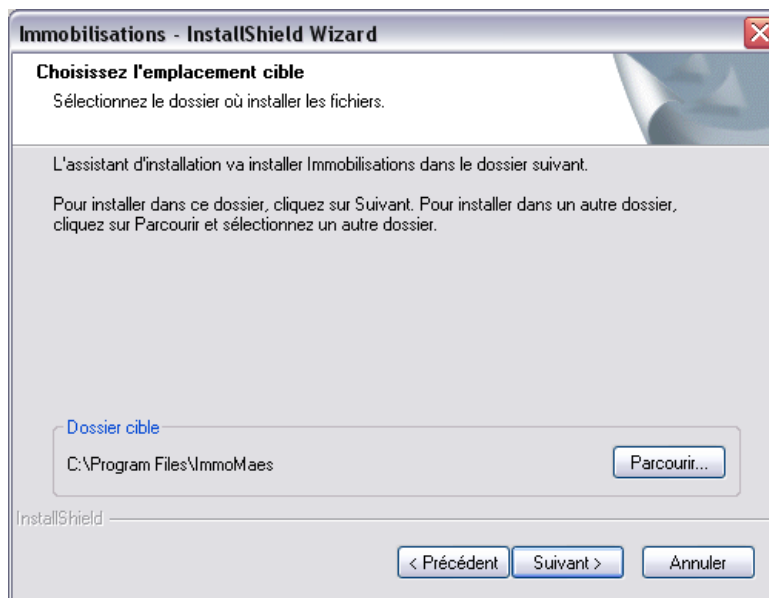 Immobilisations - InstallShield Wizard
Choisissez l'emplacement cible
Sélectionnez le dossier où installer les fichiers.
L'assistant d'installation va installer Immobilisations dans le dossier suivant.
Pour installer dans ce dossier, cliquez sur Suivant. Pour installer dans un autre dossier,
cliquez sur Parcourir et sélectionnez un autre dossier.
Dossier cible
C:\Program Files\ImmoMaes
Parcourir...
InstallShield
< Précédent
Suivant >
Annuler